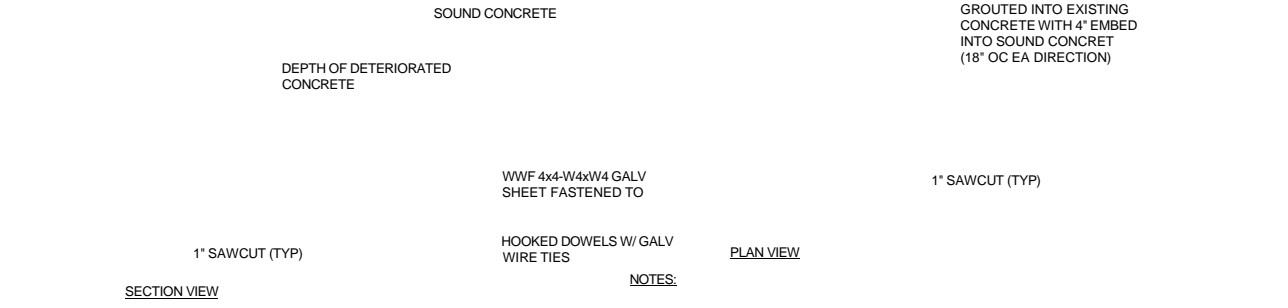 SOUND CONCRETE
GROUTED INTO EXISTING
CONCRETE WITH 4" EMBED
INTO SOUND CONCRET
(18" OC EA DIRECTION)
DEPTH OF DETERIORATED
CONCRETE
WWF 4x4-W4xW4 GALV
SHEET FASTENED TO
1" SAWCUT (TYP)
HOOKED DOWELS W/ GALV
WIRE TIES
1" SAWCUT (TYP)
PLAN VIEW
NOTES:
SECTION VIEW